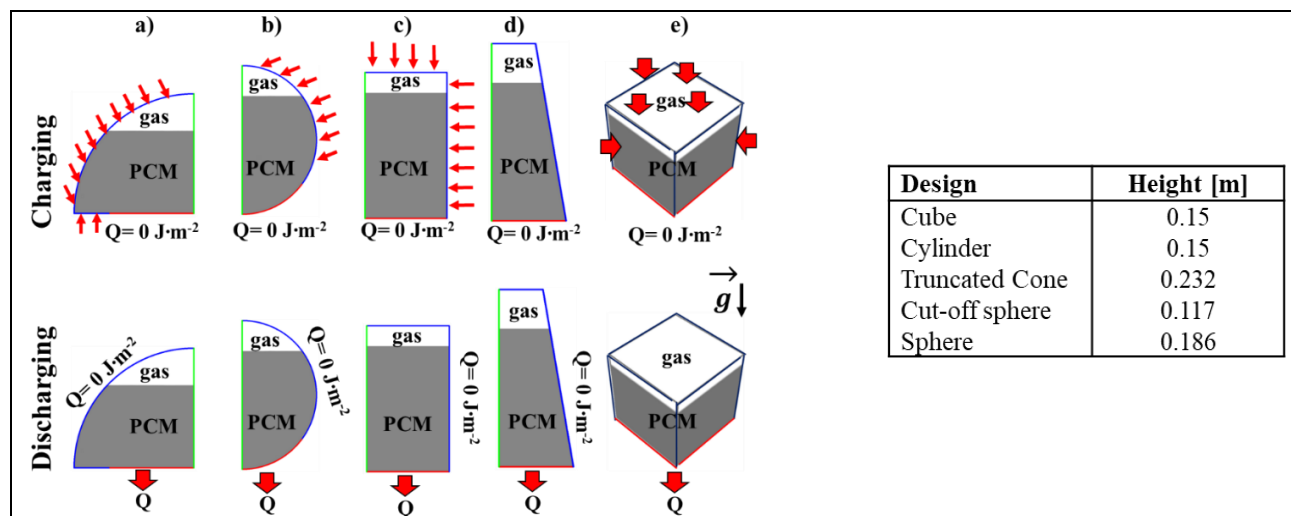 a) b) c) d) e)
Charging
gas gas gas gas gas
PCM PCM PCM PCM PCM
Q= 0 J·m-2 Q= 0 J·m-2 Q= 0 J·m-2 Q= 0 J·m-2
Discharging
g
gas gas gas gas gas
Q= 0 J·m-2 Q= 0 J·m-2 Q= 0 J·m-2 Q= 0 J·m-2
PCM PCM PCM PCM PCM
Q Q Q Q Q
Design Height [m]
Cube 0.15
Cylinder 0.15
Truncated Cone 0.232
Cut-off sphere 0.117
Sphere 0.186